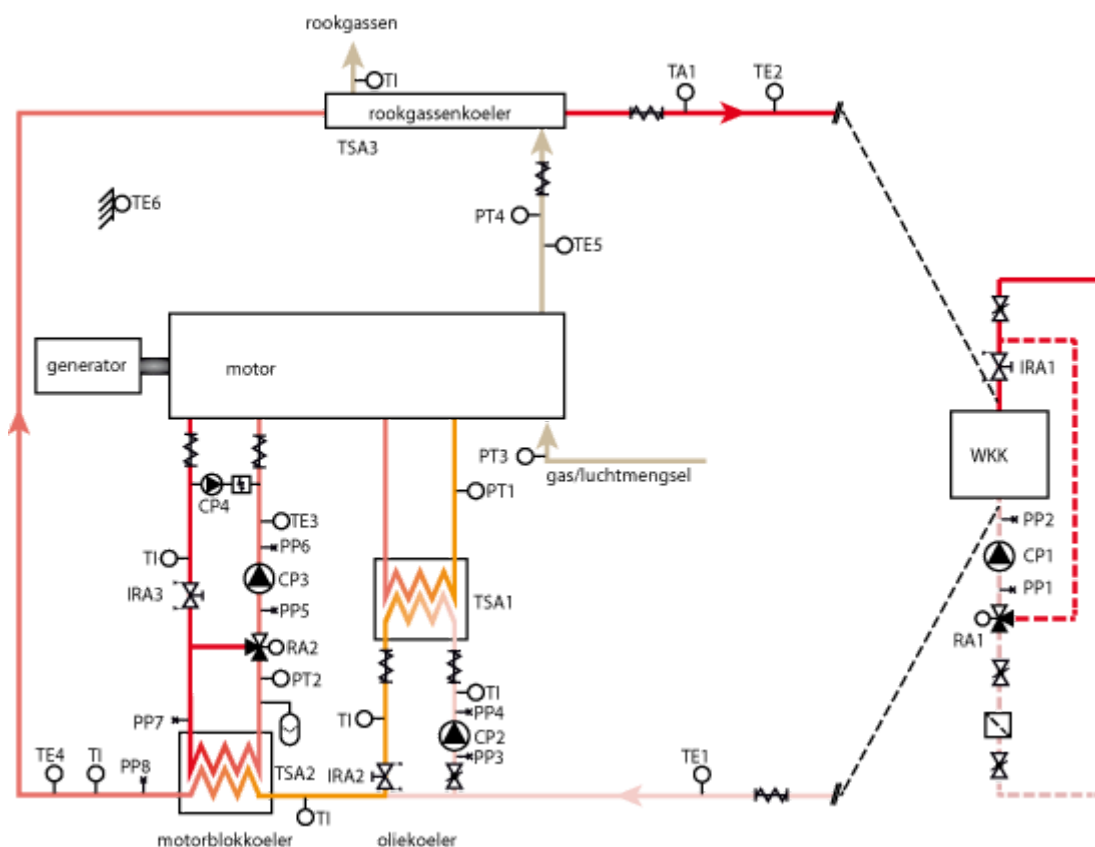 rookgassen
TI
TA1
TE2
rookgassenkoeler
TSA3
TE6
PT4
TE5
generator
motor
IRA1
PT3
gas/luchtmengsel
WKK
CP4
PT1
TE3
PP2
TI
PP6
CP1
CP3
TSA1
IRA3
PP5
PP1
RA2
RA1
PT2
TI
PP4
PP7
TI
CP2
TE4
TI
PP8
TSA2
IRA2
PP3
TE1
TI
motorblokkoeler
oliekoeler